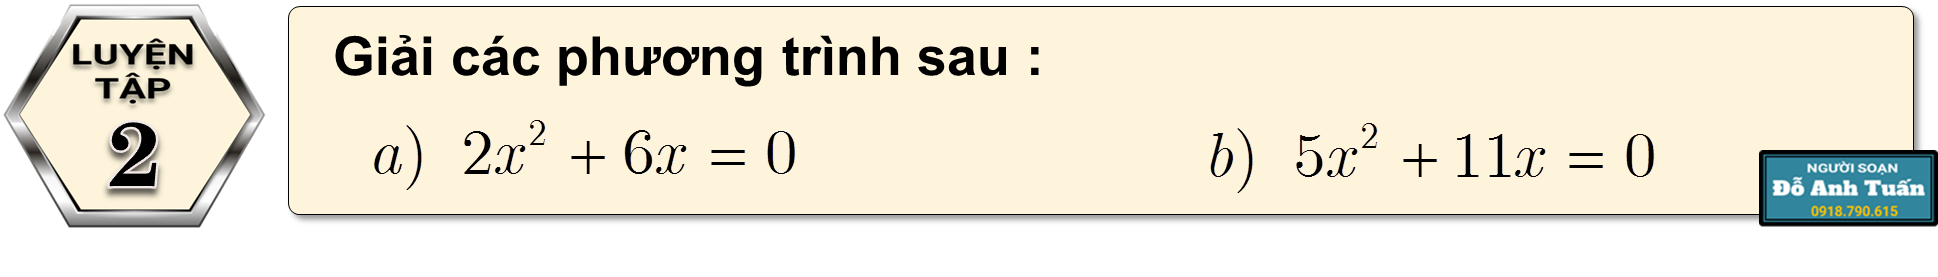 LUYỆN
TẬP
2
Giải các phương trình sau :
a) 2x² + 6x = 0
b) 5x² + 11x = 0
NGƯỜI SOẠN
Đỗ Anh Tuấn
0918.790.615